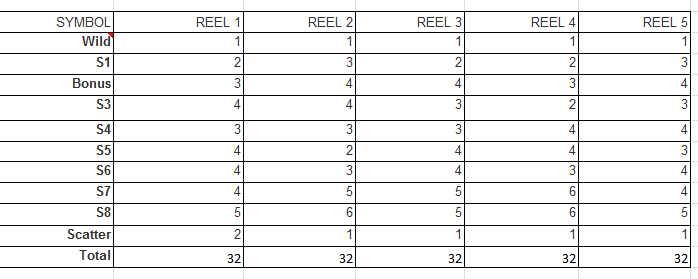 SYMBOL REEL 1 REEL 2 REEL 3 REEL 4 REEL 5
Wild 1 1 1 1 1
S1 2 3 2 2 3
Bonus 3 4 4 3 4
S3 4 4 3 2 3
S4 3 3 3 4 4
S5 4 2 4 4 3
S6 4 3 4 3 4
S7 4 5 5 6 4
S8 5 6 5 6 5
Scatter 2 1 1 1 1
Total 32 32 32 32 32